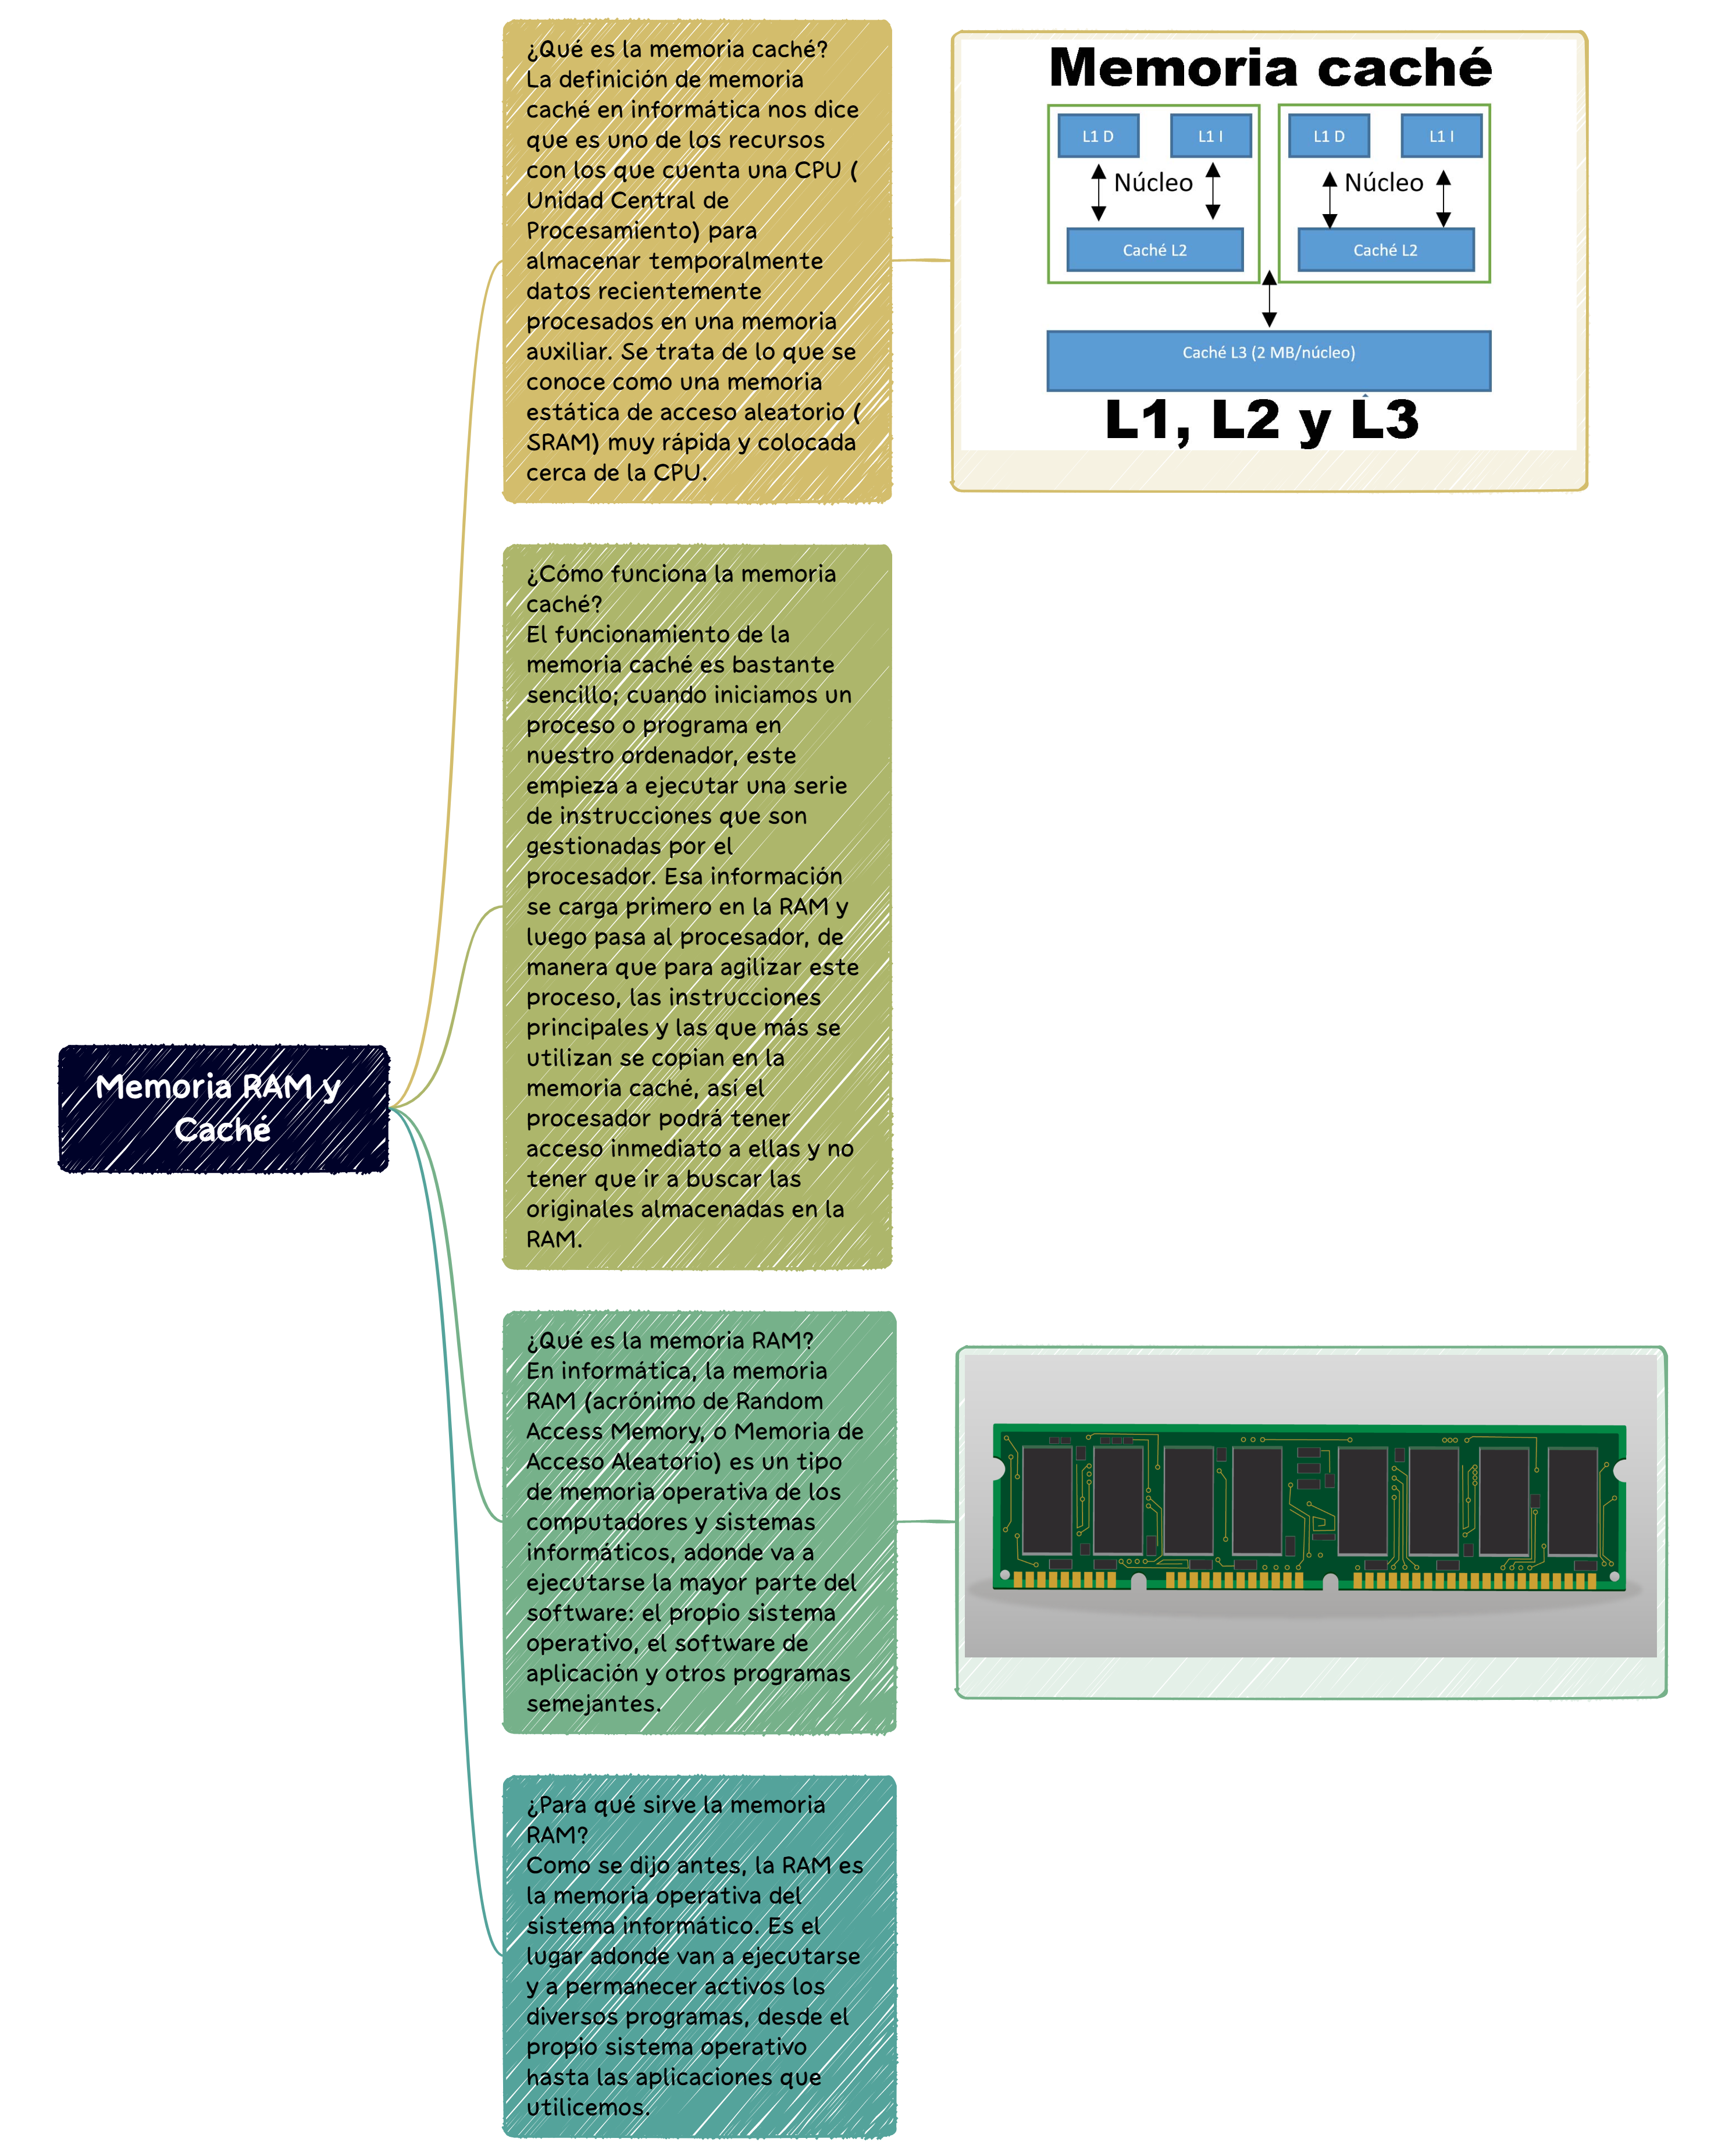 ¿Qué es la memoria caché?
La definición de memoria
caché en informática nos dice
que es uno de los recursos
con los que cuenta una CPU (
Unidad Central de
Procesamiento) para
almacenar temporalmente
datos recientemente
procesados en una memoria
auxiliar. Se trata de lo que se
conoce como una memoria
estática de acceso aleatorio (
SRAM) muy rápida y colocada
cerca de la CPU.
Memoria caché
L1 D
L1 I
L1 D
L1 I
Núcleo
Núcleo
Caché L2
Caché L2
Caché L3 (2 MB/núcleo)
L1, L2 y L3
¿Cómo funciona la memoria
caché?
El funcionamiento de la
memoria caché es bastante
sencillo; cuando iniciamos un
proceso o programa en
nuestro ordenador, este
empieza a ejecutar una serie
de instrucciones que son
gestionadas por el
procesador. Esa información
se carga primero en la RAM y
luego pasa al procesador, de
manera que para agilizar este
proceso, las instrucciones
principales y las que más se
utilizan se copian en la
memoria caché, así el
procesador podrá tener
acceso inmediato a ellas y no
tener que ir a buscar las
originales almacenadas en la
RAM.
Memoria RAM y
Caché
¿Qué es la memoria RAM?
En informática, la memoria
RAM (acrónimo de Random
Access Memory, o Memoria de
Acceso Aleatorio) es un tipo
de memoria operativa de los
computadores y sistemas
informáticos, adonde va a
ejecutarse la mayor parte del
software: el propio sistema
operativo, el software de
aplicación y otros programas
semejantes.
¿Para qué sirve la memoria
RAM?
Como se dijo antes, la RAM es
la memoria operativa del
sistema informático. Es el
lugar adonde van a ejecutarse
y a permanecer activos los
diversos programas, desde el
propio sistema operativo
hasta las aplicaciones que
utilicemos.